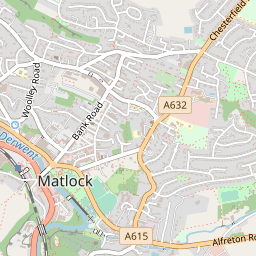 Chesterfield
Woolley Road
A632
Bank Road
Derwent
Matlock
A615
Alfreton Ro